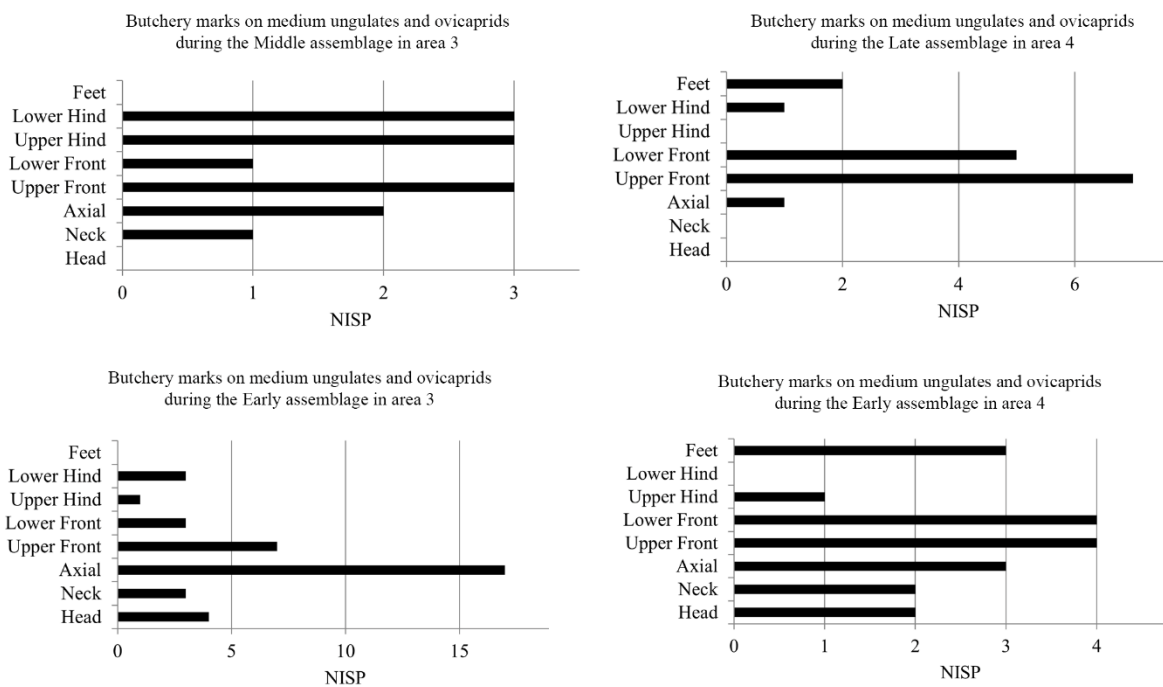 Butchery marks on medium ungulates and ovicaprids
during the Middle assemblage in area 3
Feet
Lower Hind
Upper Hind
Lower Front
Upper Front
Axial
Neck
Head
0 1 2 3
NISP
Butchery marks on medium ungulates and ovicaprids
during the Late assemblage in area 4
Feet
Lower Hind
Upper Hind
Lower Front
Upper Front
Axial
Neck
Head
0 2 4 6
NISP
Butchery marks on medium ungulates and ovicaprids
during the Early assemblage in area 3
Feet
Lower Hind
Upper Hind
Lower Front
Upper Front
Axial
Neck
Head
0 5 10 15
NISP
Butchery marks on medium ungulates and ovicaprids
during the Early assemblage in area 4
Feet
Lower Hind
Upper Hind
Lower Front
Upper Front
Axial
Neck
Head
0 1 2 3 4
NISP